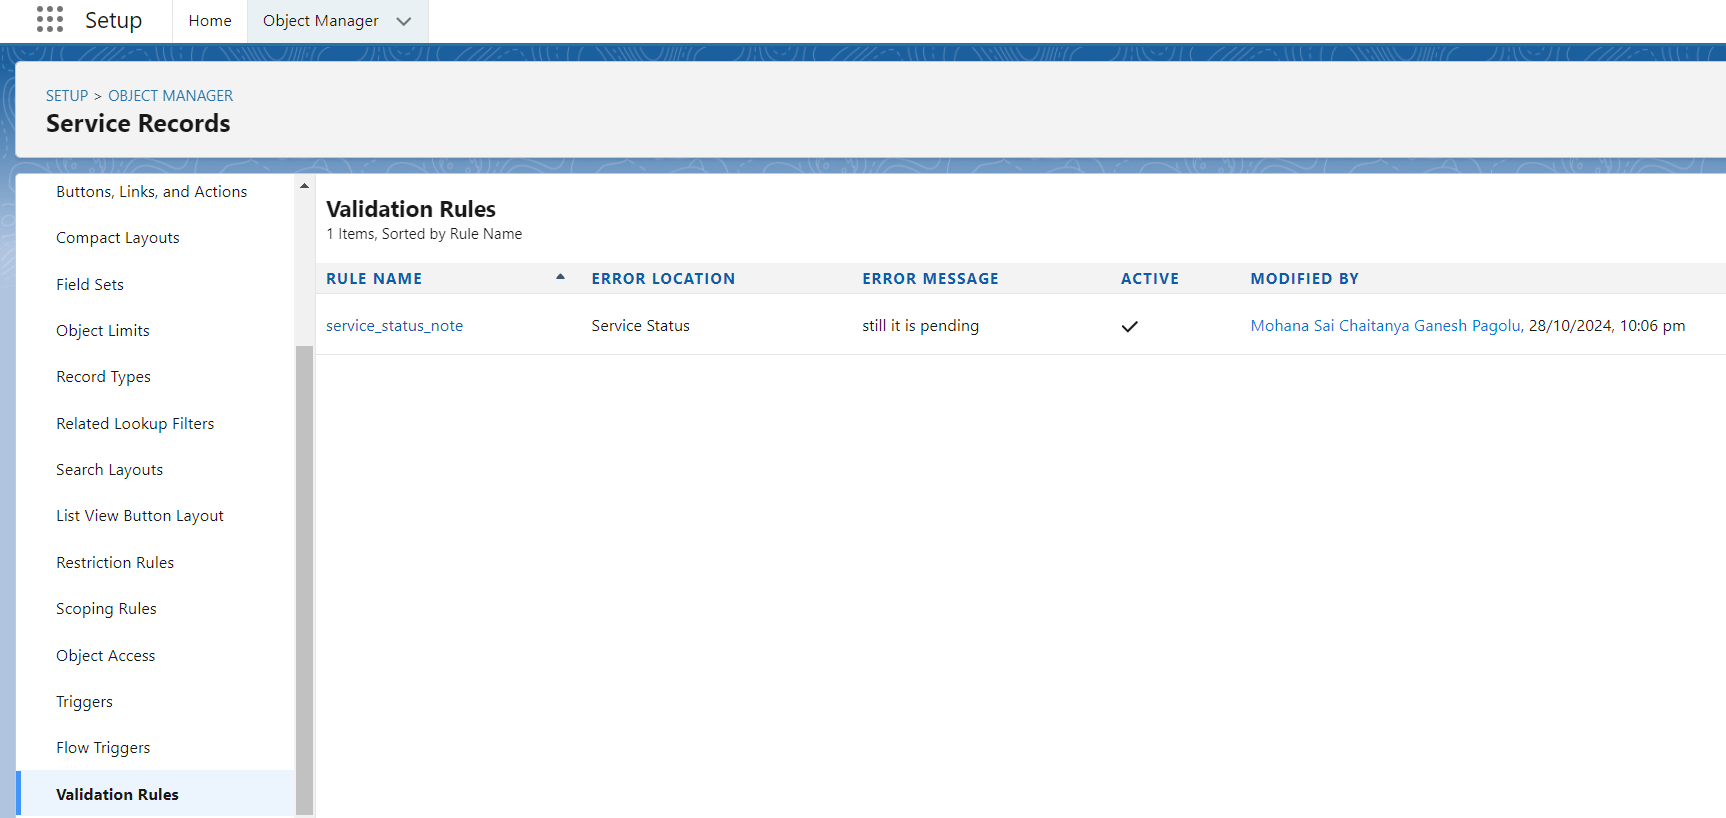 Setup
Home
Object Manager
SETUP > OBJECT MANAGER
Service Records
Buttons, Links, and Actions
Compact Layouts
Field Sets
Object Limits
Record Types
Related Lookup Filters
Search Layouts
List View Button Layout
Restriction Rules
Scoping Rules
Object Access
Triggers
Flow Triggers
Validation Rules
Validation Rules
1 Items, Sorted by Rule Name
RULE NAME ERROR LOCATION ERROR MESSAGE ACTIVE MODIFIED BY
service_status_note Service Status still it is pending Mohana Sai Chaitanya Ganesh Pagolu, 28/10/2024, 10:06 pm